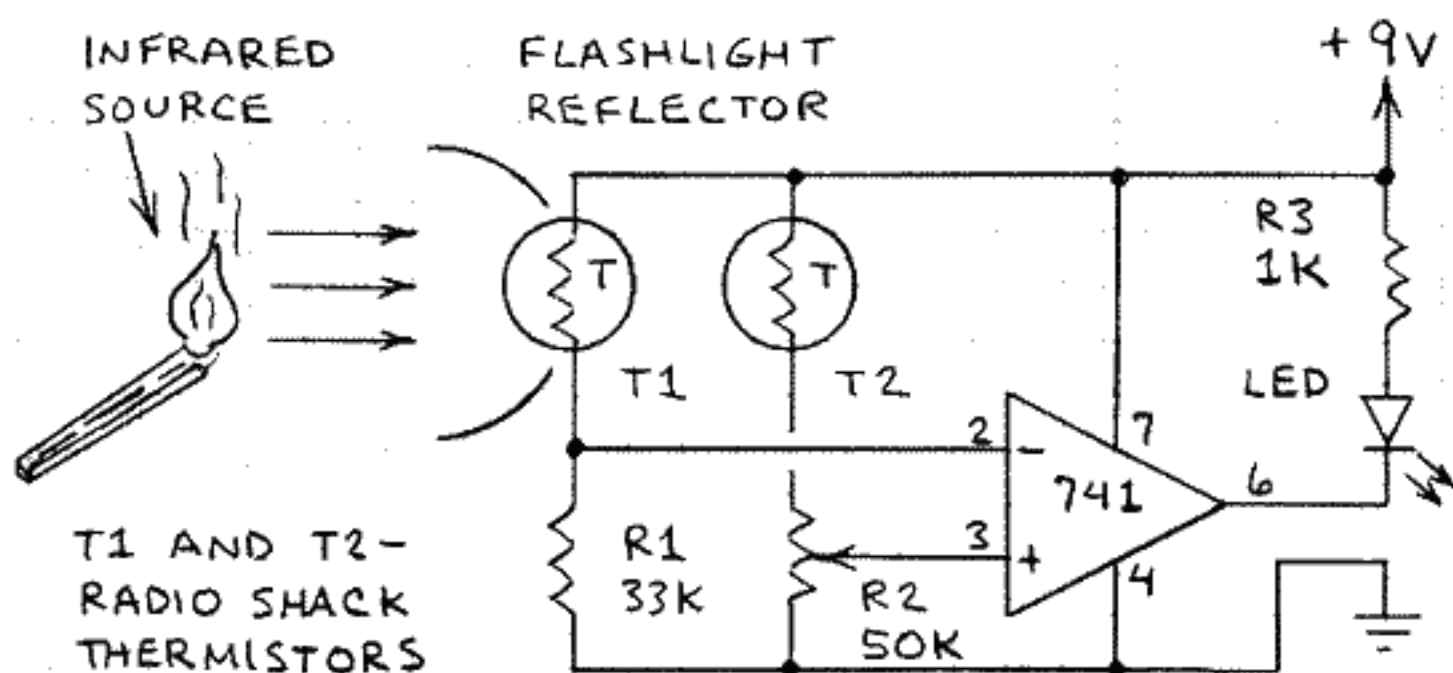 INFRARED
SOURCE
FLASHLIGHT
REFLECTOR
+9V
R3
1K
T
T
T1
T2
LED
2
-
7
741
6
3
+
4
R1
33K
R2
50K
T1 AND T2-
RADIO SHACK
THERMISTORS